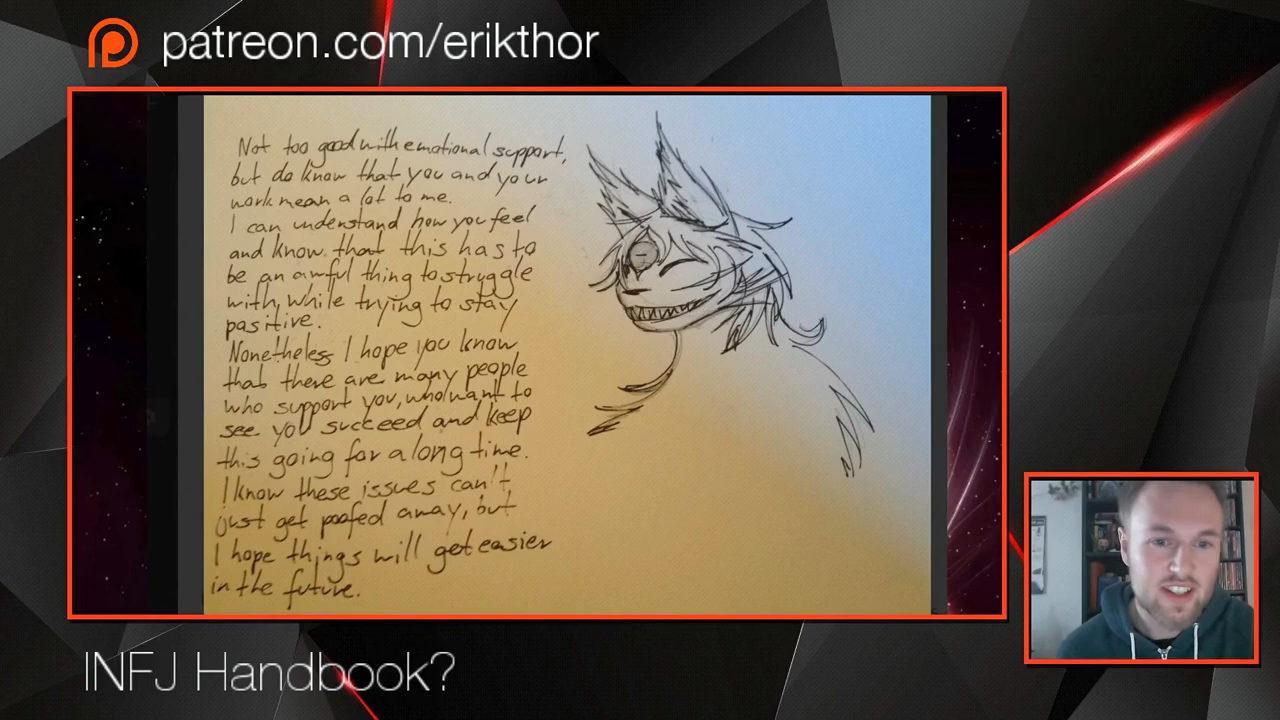 patreon.com/erikthor
Not too good with emotional support,
but do know that you and your
work mean a lot to me.
I can understand how you feel
and know that this has to
be an awful thing to struggle
with, while trying to stay
positive.
Nonetheless I hope you know
that there are many people
who support you, who want to
see you succeed and keep
this going for a long time.
I know these issues can't
just get poofed away, but
I hope things will get easier
in the future.
INFJ Handbook?